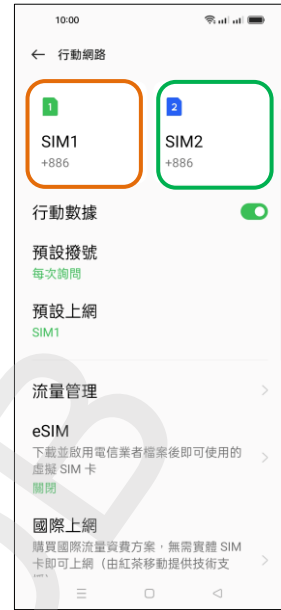 10:00
← 行動網路
1
2
SIM1
SIM2
+886
+886
行動數據
預設撥號
每次詢問
預設上網
SIM1
流量管理
eSIM
下載並啟用電信業者檔案後即可使用的
虛擬 SIM 卡
關閉
國際上網
購買國際流量資費方案，無需實體 SIM
卡即可上網（由紅茶移動提供技術支